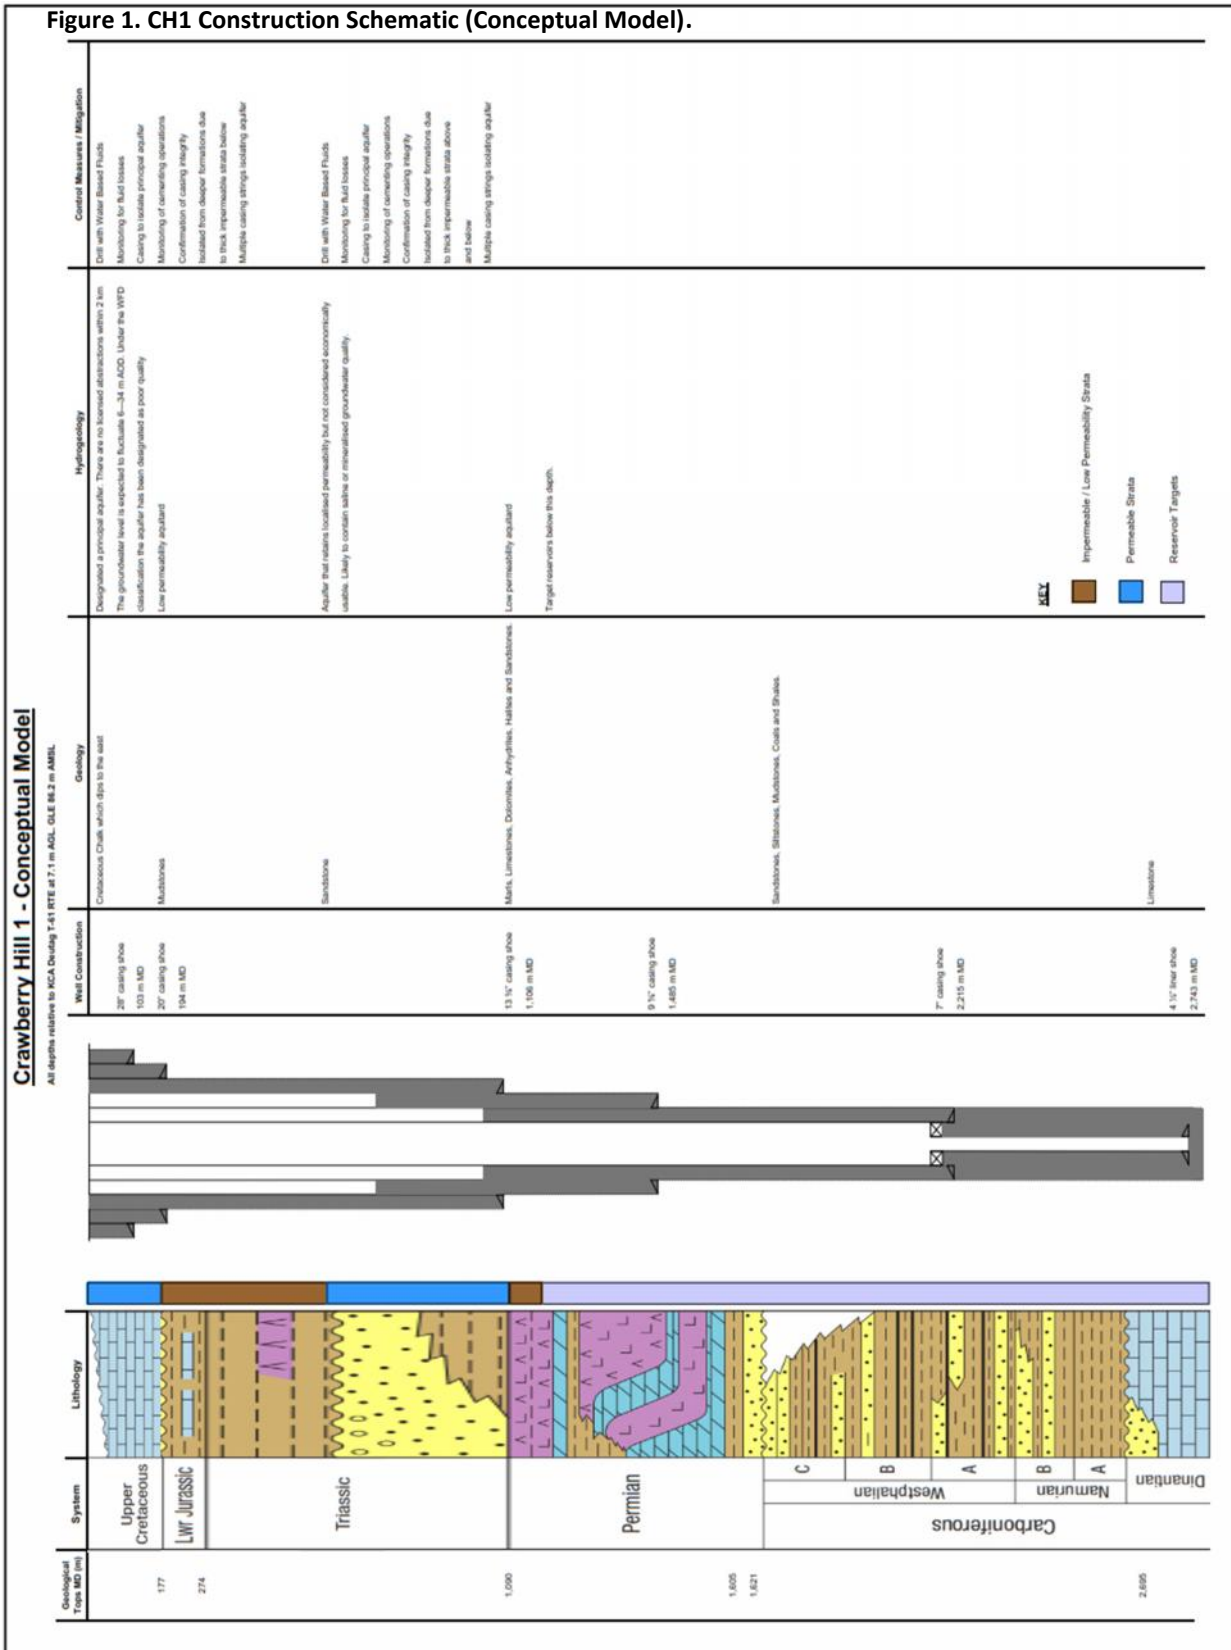 Figure 1. CH1 Construction Schematic (Conceptual Model).
Crawberry Hill 1 - Conceptual Model
All depths relative to KCA Deutag T-61 RTE at 7.1 m AGL. GLE 86.2 m AMSL
Geological
Tops MD (m)
System
Lithology
Well Construction
Geology
Hydrogeology
Control Measures / Mitigation
177
274
1,090
1,605
1,621
2,695
Upper
Cretaceous
Lwr Jurassic
Triassic
Permian
Carboniferous
Westphalian
C
B
A
Namurian
B
A
Dinantian
28" casing shoe
103 m MD
20" casing shoe
194 m MD
13 ⅜" casing shoe
1,106 m MD
9 ⅝" casing shoe
1,485 m MD
7" casing shoe
2,215 m MD
4 ½" liner shoe
2,743 m MD
Cretaceous Chalk which dips to the east
Mudstones
Sandstone
Marls, Limestones, Dolomites, Anhydrites, Halites and Sandstones.
Sandstones, Siltstones, Mudstones, Coals and Shales.
Limestone
Designated a principal aquifer. There are no licensed abstractions within 2 km
The groundwater level is expected to fluctuate 6—34 m AOD. Under the WFD
classification the aquifer has been designated as poor quality
Low permeability aquitard
Aquifer that retains localised permeability but not considered economically
usable. Likely to contain saline or mineralised groundwater quality.
Low permeability aquitard
Target reservoirs below this depth.
KEY
Impermeable / Low Permeability Strata
Permeable Strata
Reservoir Targets
Drill with Water Based Fluids
Monitoring for fluid losses
Casing to isolate principal aquifer
Monitoring of cementing operations
Confirmation of casing integrity
Isolated from deeper formations due
to thick impermeable strata below
Multiple casing strings isolating aquifer
Drill with Water Based Fluids
Monitoring for fluid losses
Casing to isolate principal aquifer
Monitoring of cementing operations
Confirmation of casing integrity
Isolated from deeper formations due
to thick impermeable strata above
and below
Multiple casing strings isolating aquifer